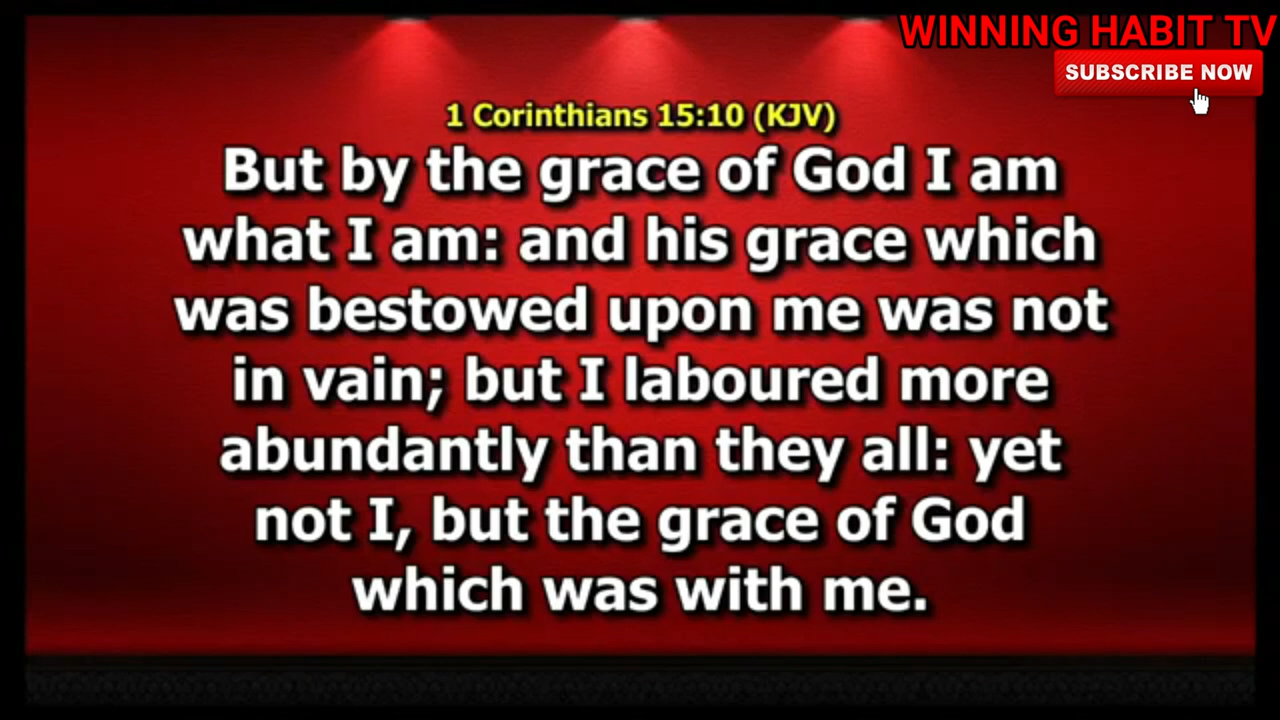 WINNING HABIT TV
SUBSCRIBE NOW
1 Corinthians 15:10 (KJV)
But by the grace of God I am
what I am: and his grace which
was bestowed upon me was not
in vain; but I laboured more
abundantly than they all: yet
not I, but the grace of God
which was with me.